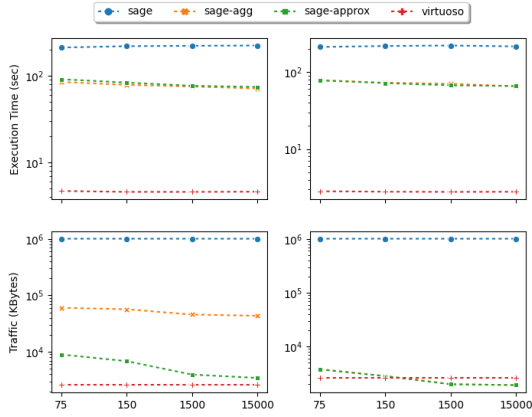 sage sage-agg sage-approx virtuoso
Execution Time (sec)
10²
10¹
10²
10¹
Traffic (KBytes)
10⁶
10⁵
10⁴
10⁶
10⁵
10⁴
75 150 1500 15000
75 150 1500 15000